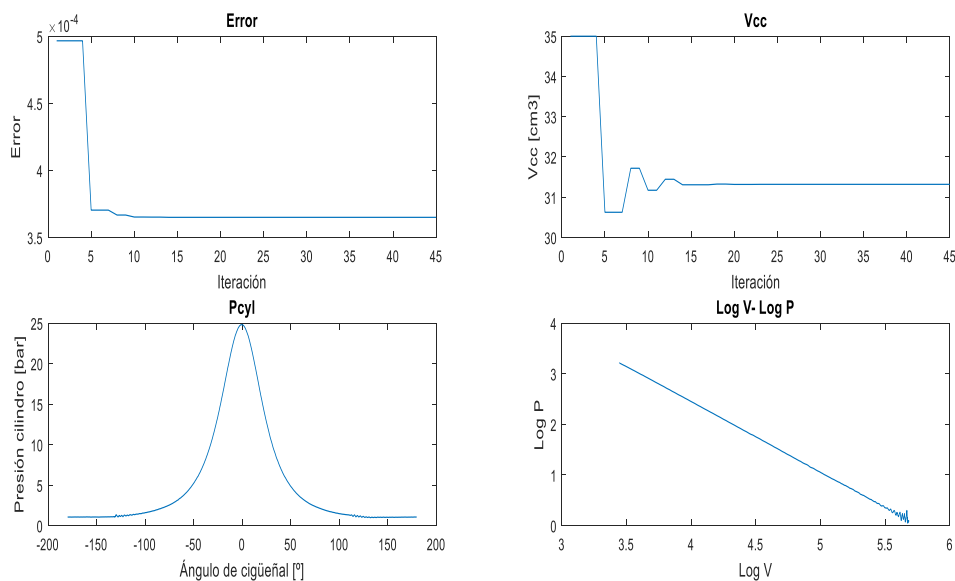 Error
×10-4
5
4.5
4
3.5
Error
0 5 10 15 20 25 30 35 40 45
Iteración
Vcc
35
34
33
32
31
30
Vcc [cm3]
0 5 10 15 20 25 30 35 40 45
Iteración
Pcyl
25
20
15
10
5
0
Presión cilindro [bar]
-200 -150 -100 -50 0 50 100 150 200
Ángulo de cigüeñal [º]
Log V- Log P
4
3
2
1
0
Log P
3 3.5 4 4.5 5 5.5 6
Log V